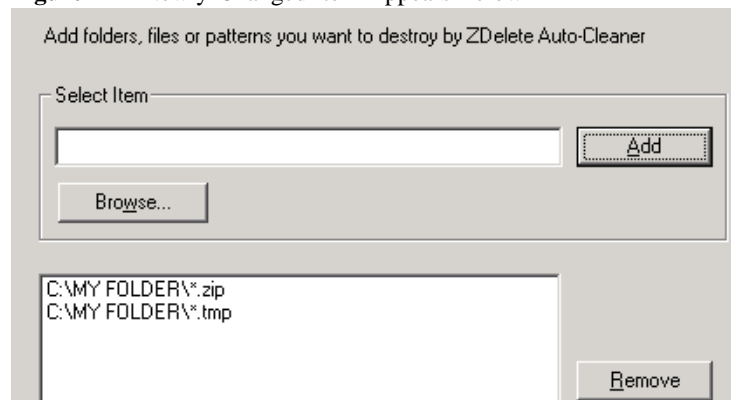 Add folders, files or patterns you want to destroy by ZDelete Auto-Cleaner
Select Item
Add
Browse...
C:\MY FOLDER\*.zip
C:\MY FOLDER\*.tmp
Remove